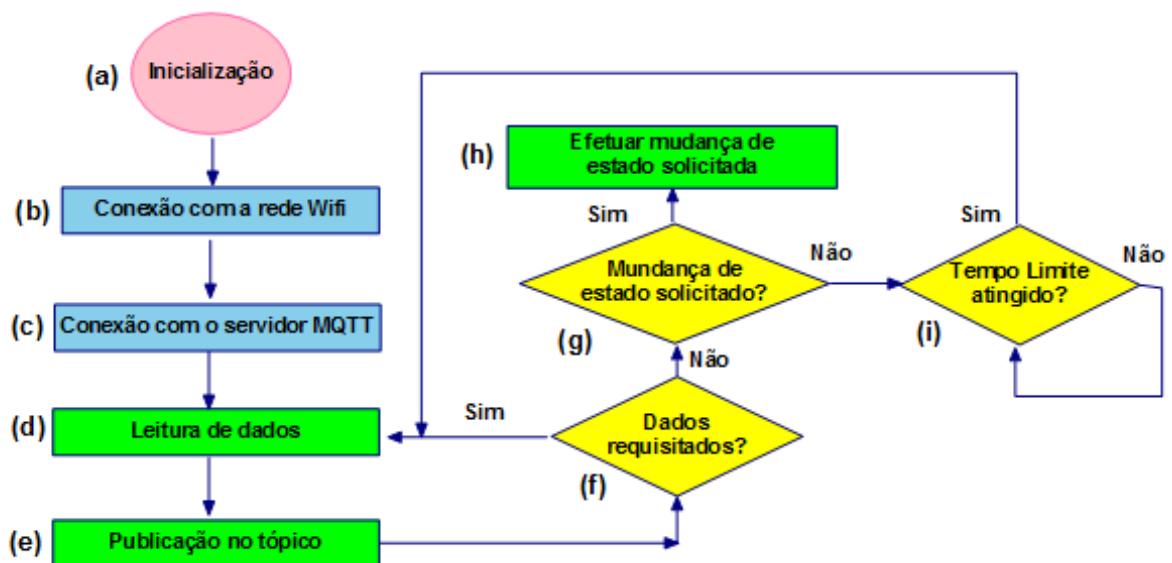 (a)
Inicialização
(b)
Conexão com a rede Wifi
(c)
Conexão com o servidor MQTT
(d)
Leitura de dados
(e)
Publicação no tópico
(f)
Dados
requisitados?
Sim
Não
(g)
Mundança de
estado solicitado?
Sim
Não
(h)
Efetuar mudança de
estado solicitada
(i)
Tempo Limite
atingido?
Sim
Não